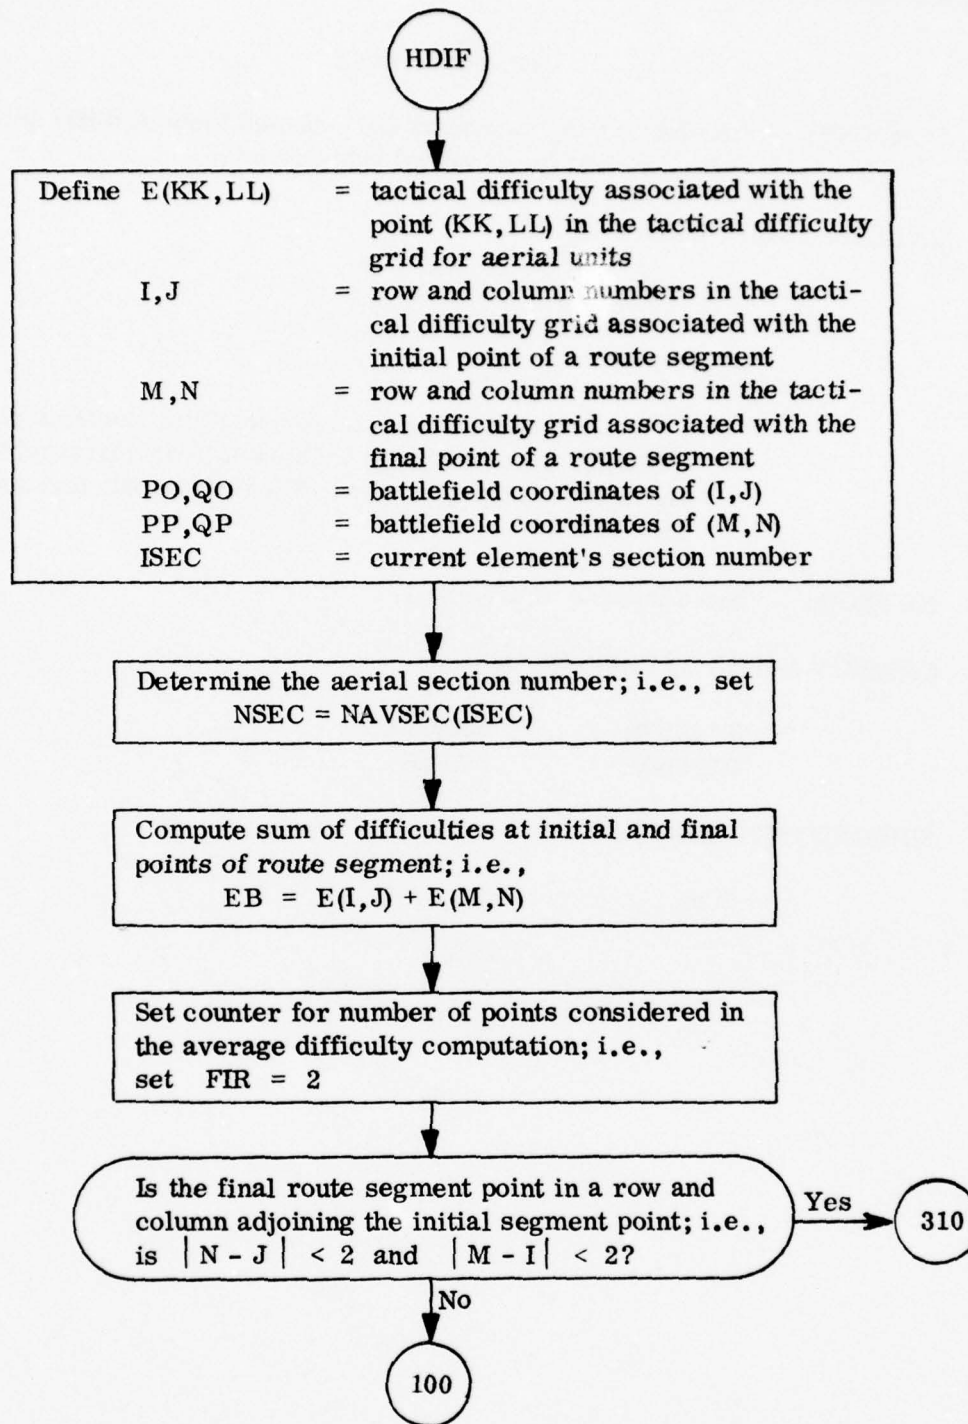 HDIF
Define E(KK,LL) = tactical difficulty associated with the
point (KK,LL) in the tactical difficulty
grid for aerial units
I,J = row and column numbers in the tacti-
cal difficulty grid associated with the
initial point of a route segment
M,N = row and column numbers in the tacti-
cal difficulty grid associated with the
final point of a route segment
PO,QO = battlefield coordinates of (I,J)
PP,QP = battlefield coordinates of (M,N)
ISEC = current element's section number
Determine the aerial section number; i.e., set
NSEC = NAVSEC(ISEC)
Compute sum of difficulties at initial and final
points of route segment; i.e.,
EB = E(I,J) + E(M,N)
Set counter for number of points considered in
the average difficulty computation; i.e.,
set FIR = 2
Is the final route segment point in a row and
column adjoining the initial segment point; i.e.,
is |N - J| < 2 and |M - I| < 2?
Yes
310
No
100